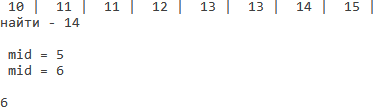 10 | 11 | 11 | 12 | 13 | 13 | 14 | 15 |
найти - 14
mid = 5
mid = 6
6